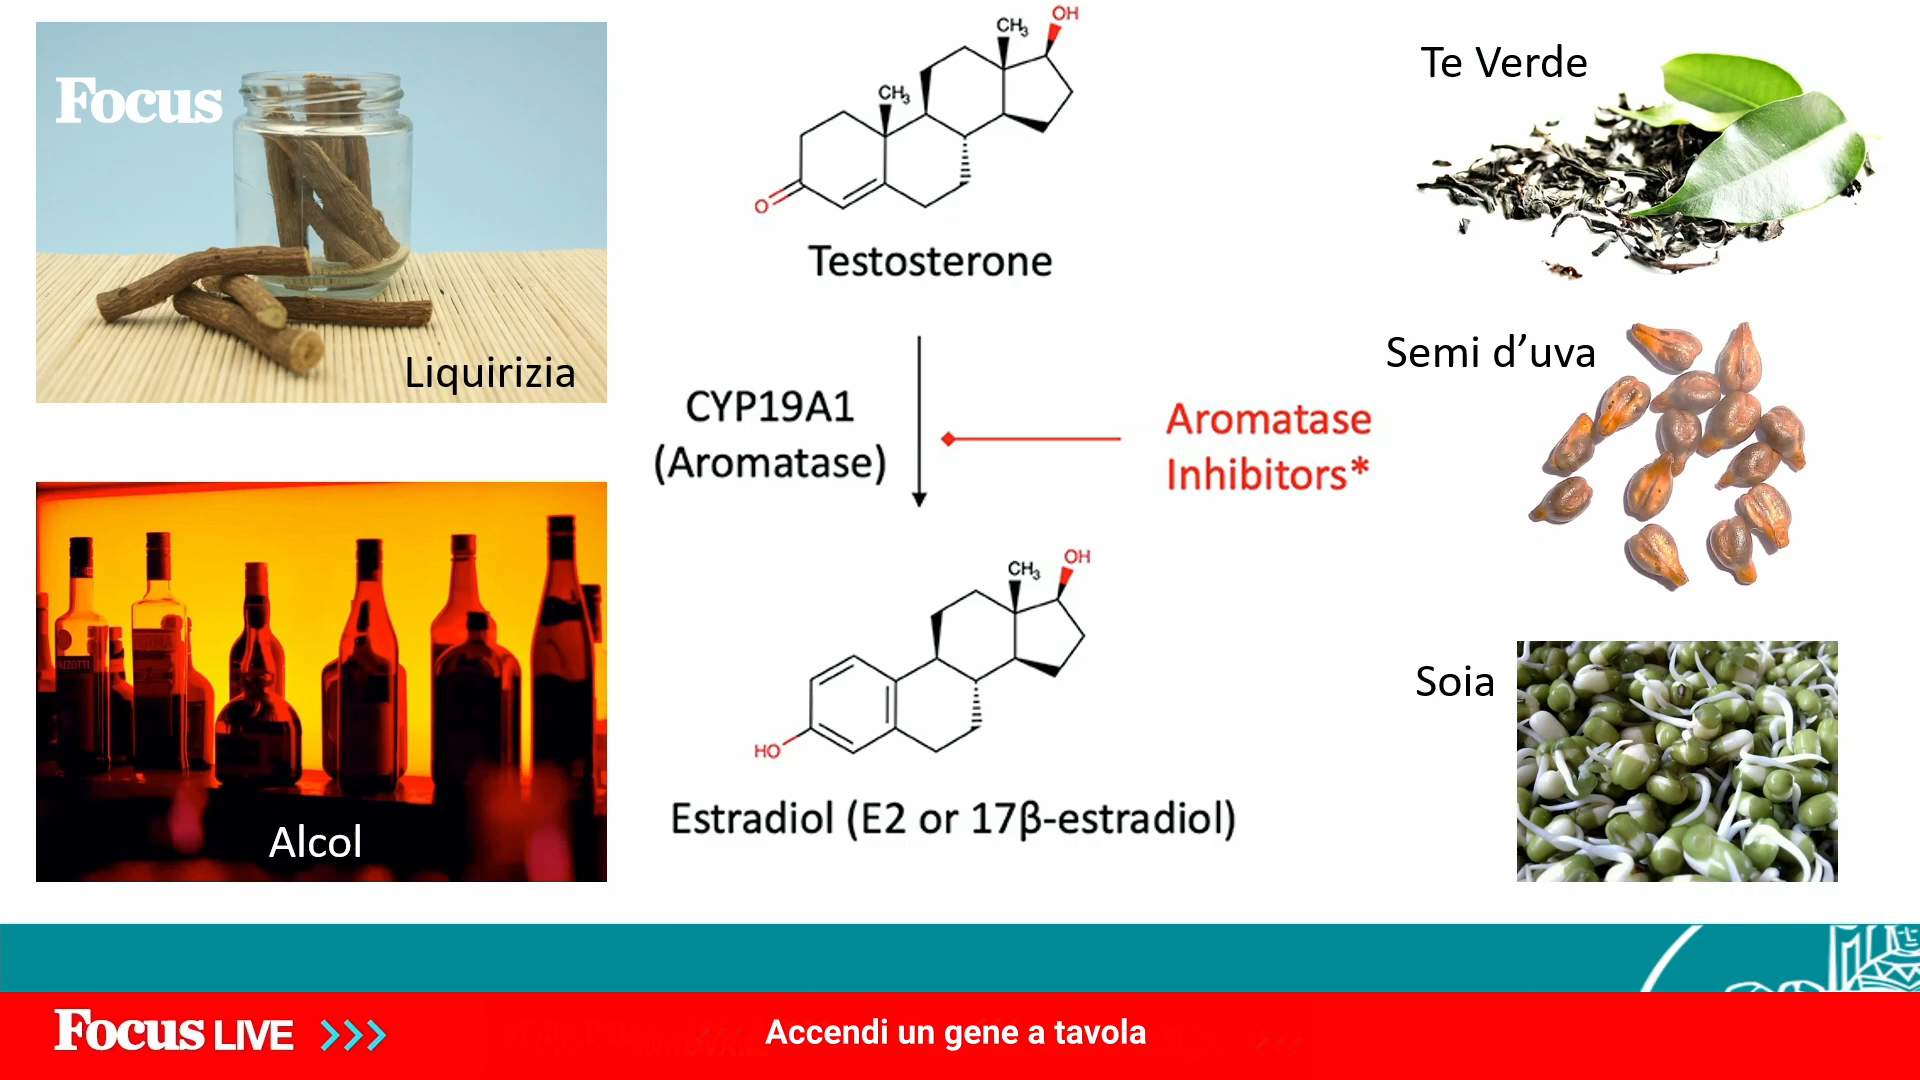 Focus
Liquirizia
Alcol
CH₃
OH
CH₃
O
Testosterone
CYP19A1
(Aromatase)
Aromatase
Inhibitors*
CH₃
OH
HO
Estradiol (E2 or 17β-estradiol)
Te Verde
Semi d’uva
Soia
Focus LIVE >>>
Accendi un gene a tavola